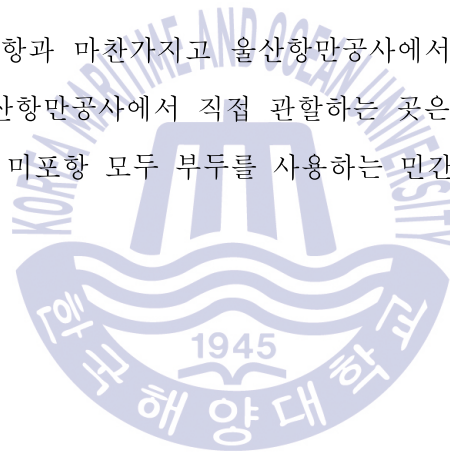 항과 마찬가지고 울산항만공사에서
산항만공사에서 직접 관할하는 곳은
미포항 모두 부두를 사용하는 민간
KOREA MARITIME AND OCEAN UNIVERSITY
1945
한국해양대학교